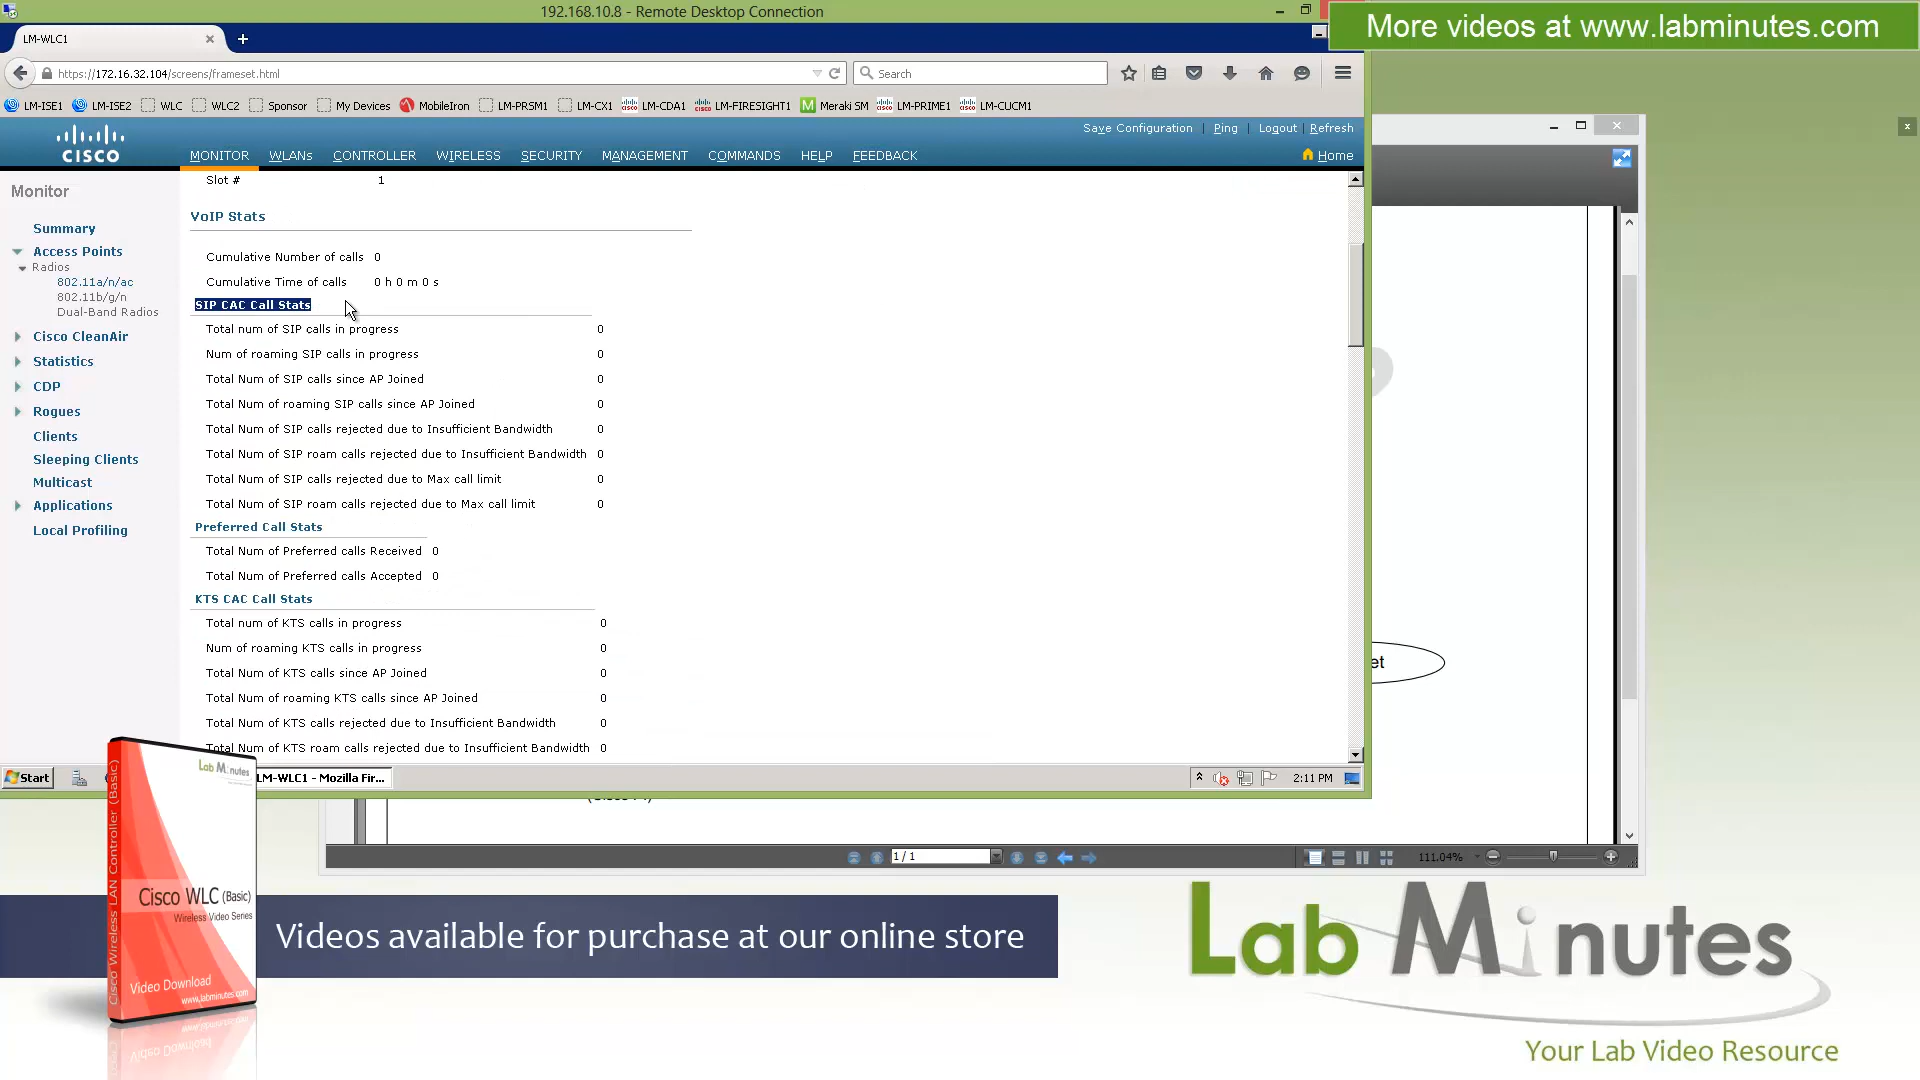 192.168.10.8 - Remote Desktop Connection
More videos at www.labminutes.com
LM-WLC1
https://172.16.32.104/screens/frameset.html
Search
LM-ISE1 LM-ISE2 WLC WLC2 Sponsor My Devices MobileIron LM-PRSM1 LM-CX1 LM-CDA1 LM-FIRESIGHT1 Meraki SM LM-PRIME1 LM-CUCM1
CISCO
Save Configuration | Ping | Logout | Refresh
MONITOR WLANs CONTROLLER WIRELESS SECURITY MANAGEMENT COMMANDS HELP FEEDBACK Home
Monitor
Summary
Access Points
Radios
802.11a/n/ac
802.11b/g/n
Dual-Band Radios
Cisco CleanAir
Statistics
CDP
Rogues
Clients
Sleeping Clients
Multicast
Applications
Local Profiling
Slot # 1
VoIP Stats
Cumulative Number of calls 0
Cumulative Time of calls 0 h 0 m 0 s
SIP CAC Call Stats
Total num of SIP calls in progress 0
Num of roaming SIP calls in progress 0
Total Num of SIP calls since AP Joined 0
Total Num of roaming SIP calls since AP Joined 0
Total Num of SIP calls rejected due to Insufficient Bandwidth 0
Total Num of SIP roam calls rejected due to Insufficient Bandwidth 0
Total Num of SIP calls rejected due to Max call limit 0
Total Num of SIP roam calls rejected due to Max call limit 0
Preferred Call Stats
Total Num of Preferred calls Received 0
Total Num of Preferred calls Accepted 0
KTS CAC Call Stats
Total num of KTS calls in progress 0
Num of roaming KTS calls in progress 0
Total Num of KTS calls since AP Joined 0
Total Num of roaming KTS calls since AP Joined 0
Total Num of KTS calls rejected due to Insufficient Bandwidth 0
Total Num of KTS roam calls rejected due to Insufficient Bandwidth 0
et
Start
LM-WLC1 - Mozilla Fir...
2:11 PM
1 / 1
111.04%
Lab Minutes
Cisco Wireless LAN Controller (Basic)
Cisco WLC (Basic)
Wireless Video Series
Video Download
www.labminutes.com
Videos available for purchase at our online store
Lab Minutes
Your Lab Video Resource